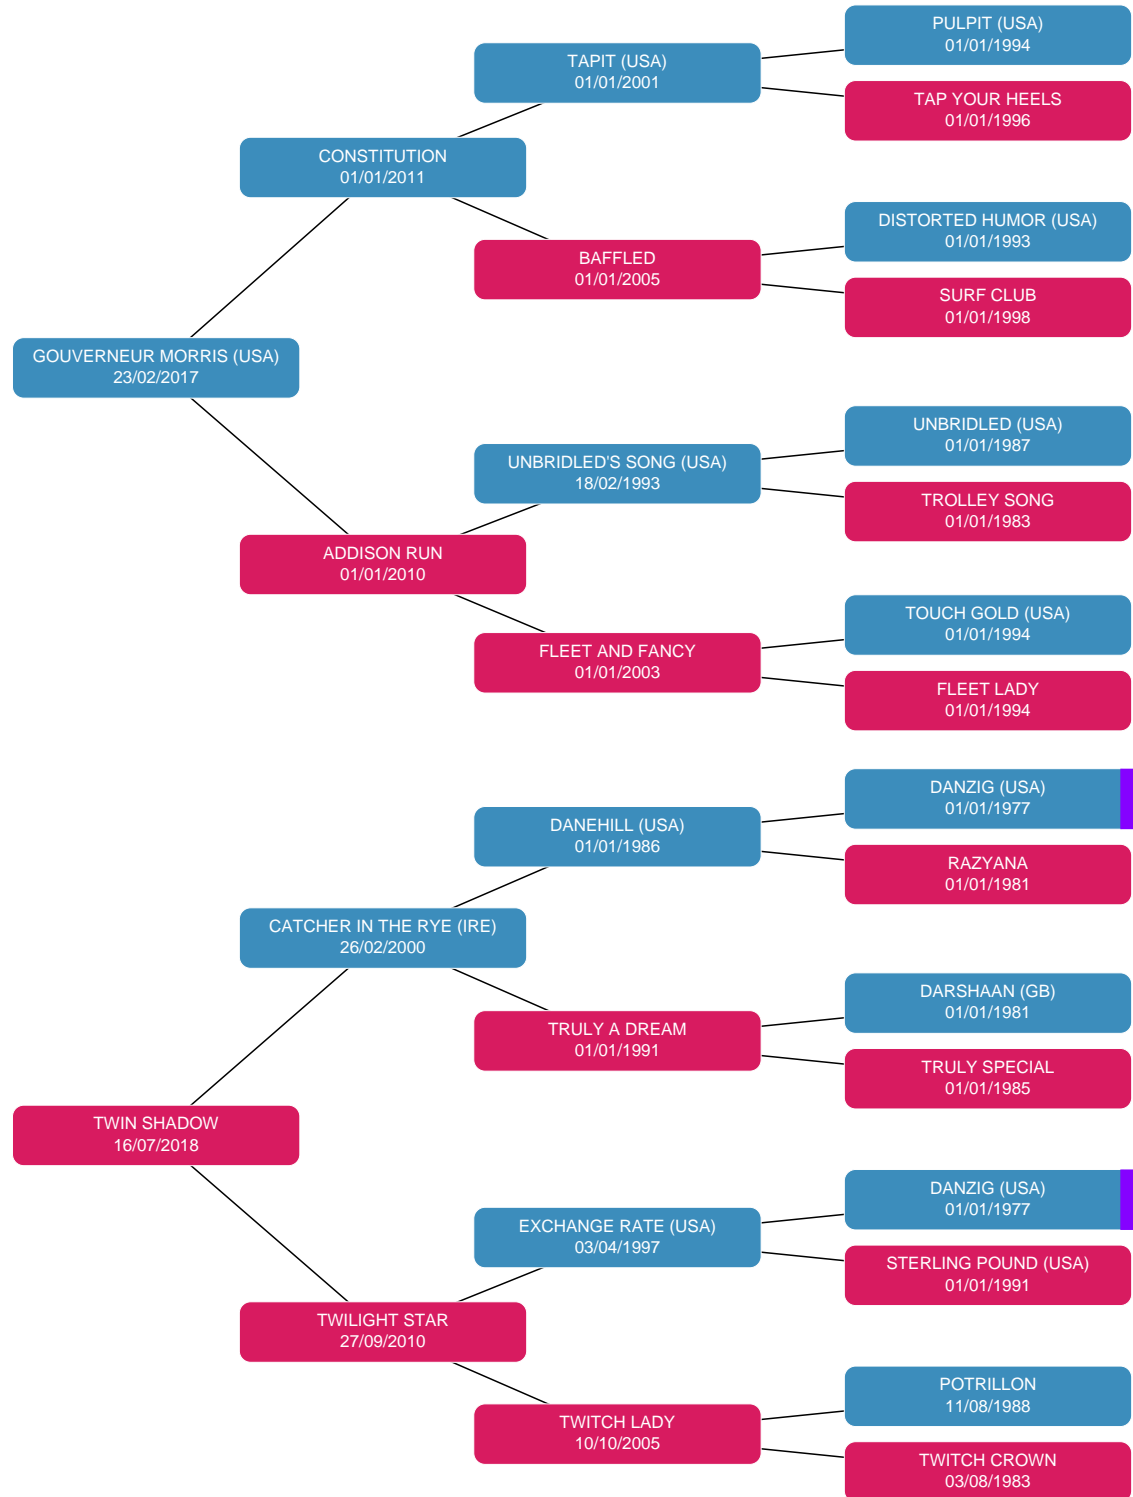 PULPIT (USA)
01/01/1994
TAPIT (USA)
01/01/2001
TAP YOUR HEELS
01/01/1996
CONSTITUTION
01/01/2011
DISTORTED HUMOR (USA)
01/01/1993
BAFFLED
01/01/2005
SURF CLUB
01/01/1998
GOUVERNEUR MORRIS (USA)
23/02/2017
UNBRIDLED (USA)
01/01/1987
UNBRIDLED'S SONG (USA)
18/02/1993
TROLLEY SONG
01/01/1983
ADDISON RUN
01/01/2010
TOUCH GOLD (USA)
01/01/1994
FLEET AND FANCY
01/01/2003
FLEET LADY
01/01/1994
DANZIG (USA)
01/01/1977
DANEHILL (USA)
01/01/1986
RAZYANA
01/01/1981
CATCHER IN THE RYE (IRE)
26/02/2000
DARSHAAN (GB)
01/01/1981
TRULY A DREAM
01/01/1991
TRULY SPECIAL
01/01/1985
TWIN SHADOW
16/07/2018
DANZIG (USA)
01/01/1977
EXCHANGE RATE (USA)
03/04/1997
STERLING POUND (USA)
01/01/1991
TWILIGHT STAR
27/09/2010
POTRILLON
11/08/1988
TWITCH LADY
10/10/2005
TWITCH CROWN
03/08/1983